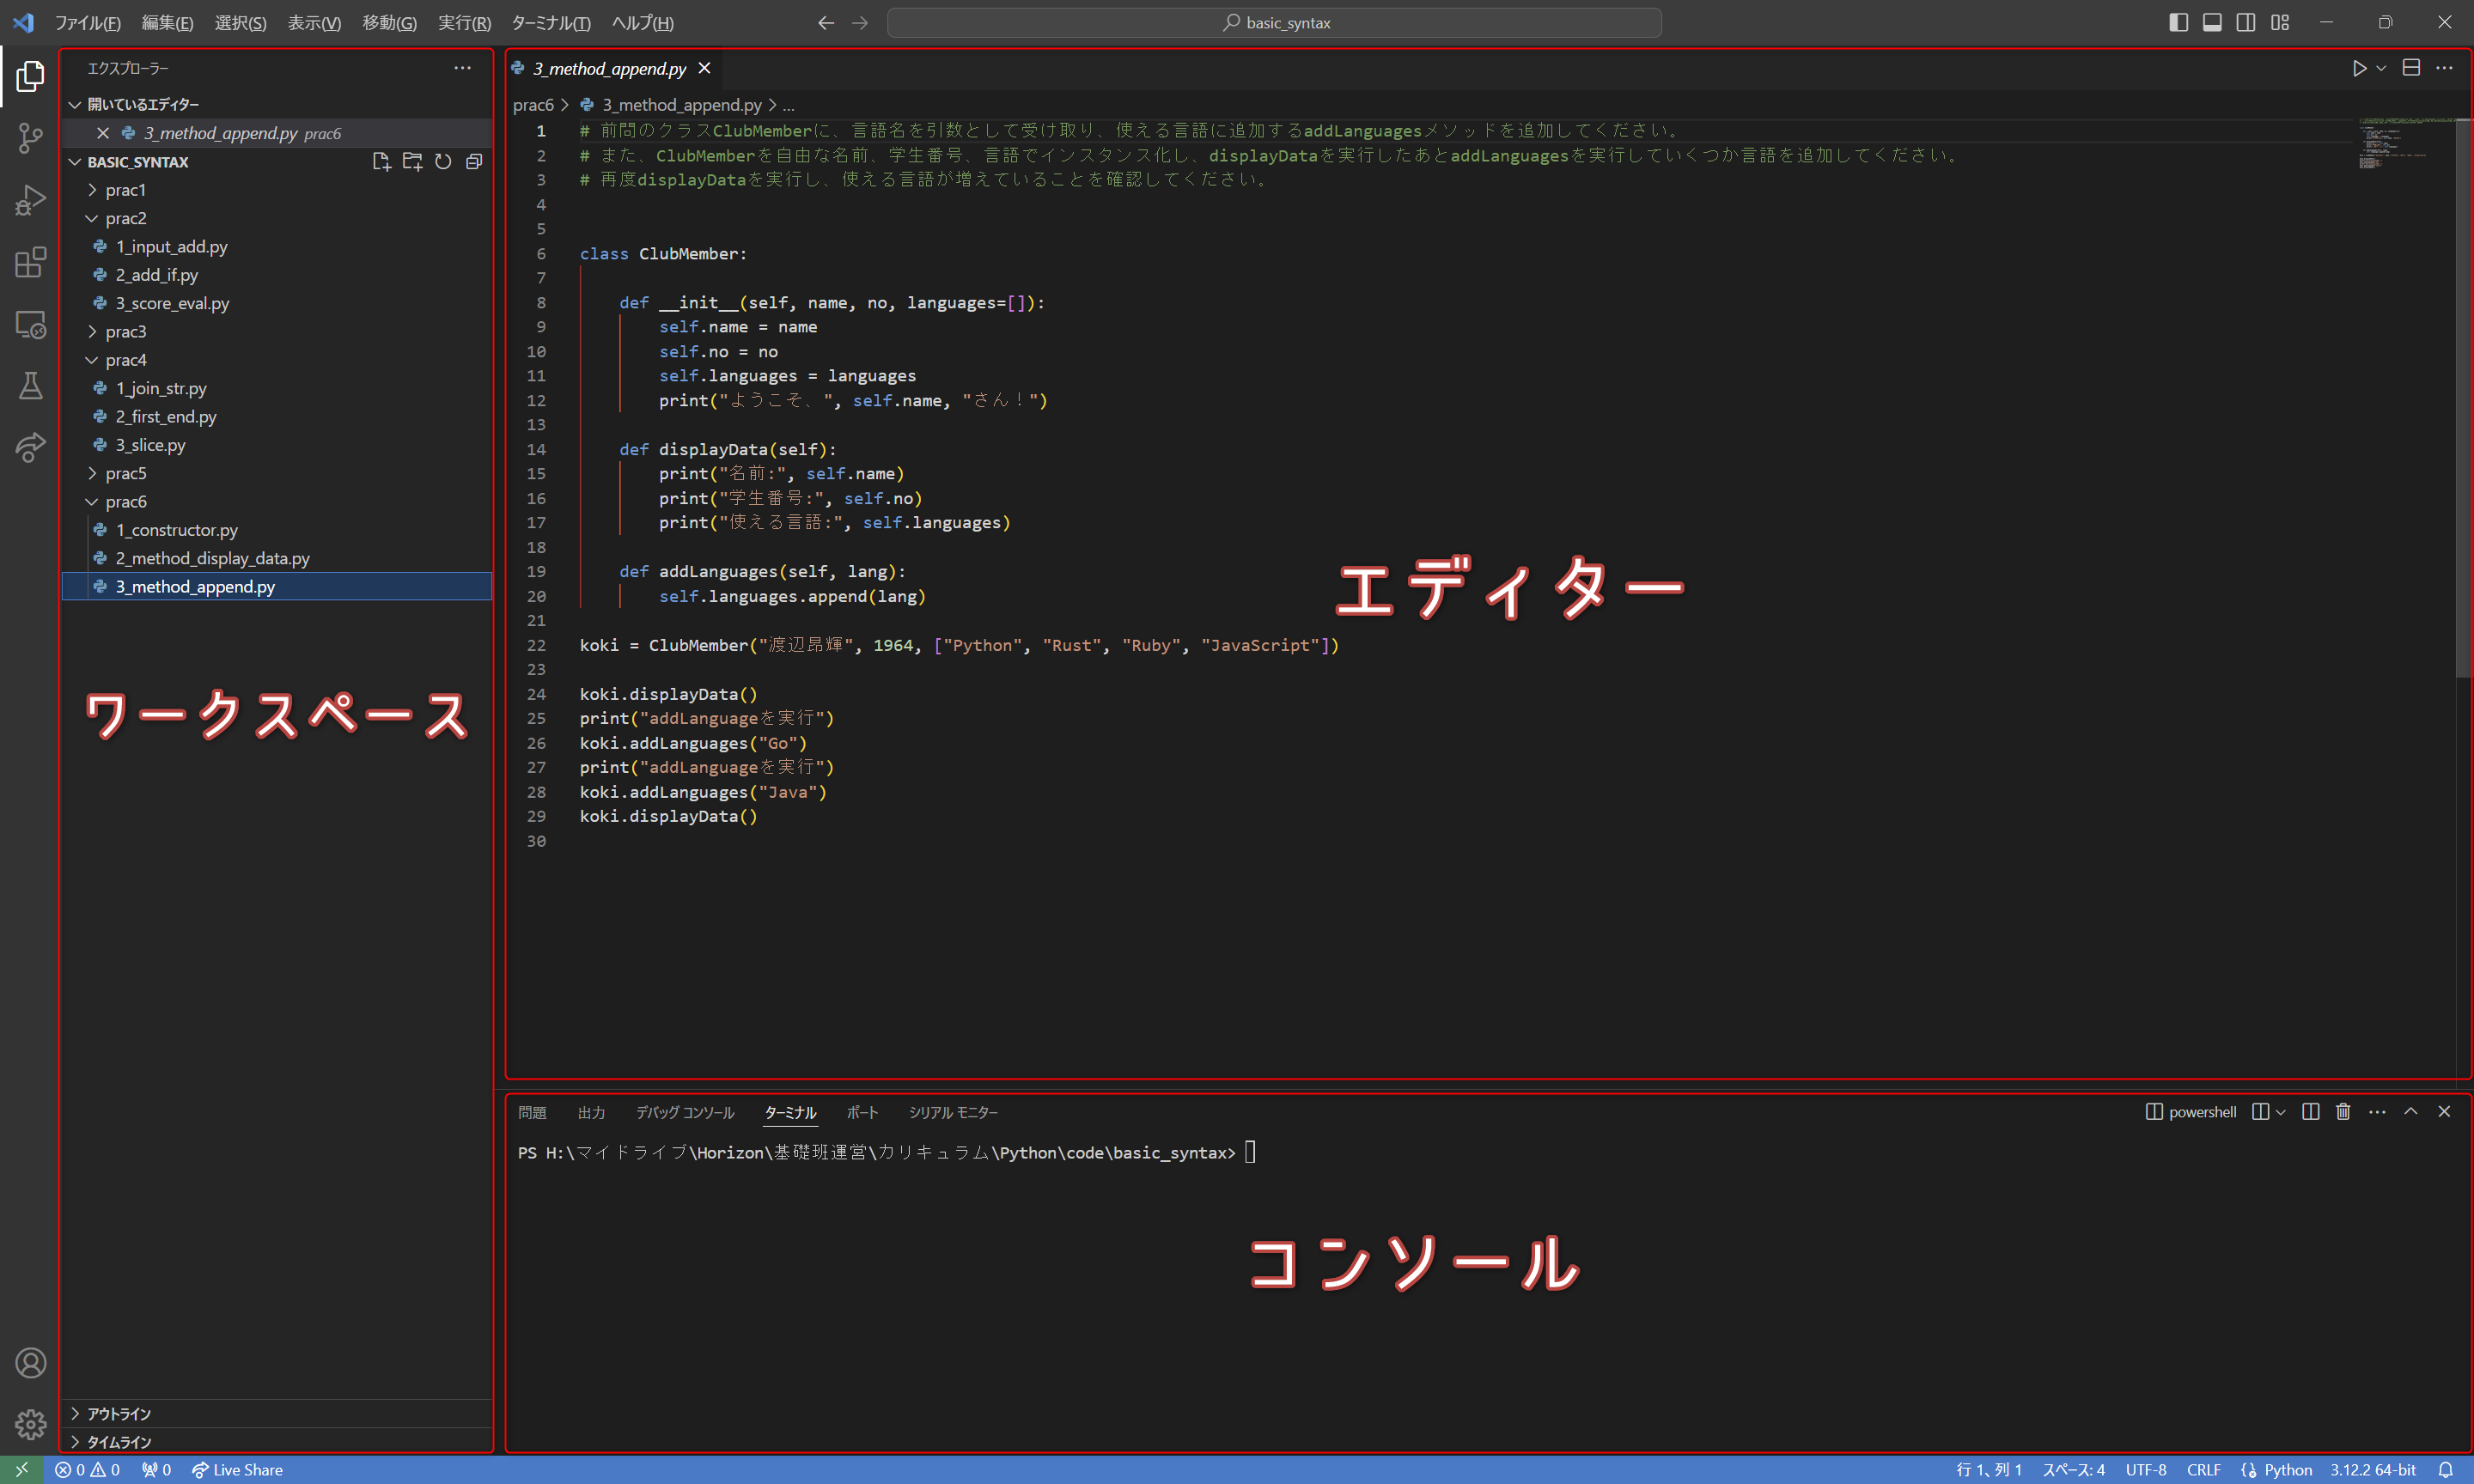 ファイル(F) 編集(E) 選択(S) 表示(V) 移動(G) 実行(R) ターミナル(T) ヘルプ(H) basic_syntax
エクスプローラー
開いているエディター
3_method_append.py prac6
BASIC_SYNTAX
prac1
prac2
1_input_add.py
2_add_if.py
3_score_eval.py
prac3
prac4
1_join_str.py
2_first_end.py
3_slice.py
prac5
prac6
1_constructor.py
2_method_display_data.py
3_method_append.py
ワークスペース
アウトライン
タイムライン
3_method_append.py
prac6 > 3_method_append.py > ...
1 # 前問のクラスClubMemberに、言語名を引数として受け取り、使える言語に追加するaddLanguagesメソッドを追加してください。
2 # また、ClubMemberを自由な名前、学生番号、言語でインスタンス化し、displayDataを実行したあとaddLanguagesを実行していくつか言語を追加してください。
3 # 再度displayDataを実行し、使える言語が増えていることを確認してください。
4
5
6 class ClubMember:
7
8 def __init__(self, name, no, languages=[]):
9 self.name = name
10 self.no = no
11 self.languages = languages
12 print("ようこそ、", self.name, "さん！")
13
14 def displayData(self):
15 print("名前:", self.name)
16 print("学生番号:", self.no)
17 print("使える言語:", self.languages)
18
19 def addLanguages(self, lang):
20 self.languages.append(lang)
21
22 koki = ClubMember("渡辺昂輝", 1964, ["Python", "Rust", "Ruby", "JavaScript"])
23
24 koki.displayData()
25 print("addLanguageを実行")
26 koki.addLanguages("Go")
27 print("addLanguageを実行")
28 koki.addLanguages("Java")
29 koki.displayData()
30
エディター
問題 出力 デバッグ コンソール ターミナル ポート シリアル モニター powershell
PS H:\マイドライブ\Horizon\基礎班運営\カリキュラム\Python\code\basic_syntax>
コンソール
0 0 0 Live Share 行 1、列 1 スペース: 4 UTF-8 CRLF Python 3.12.2 64-bit